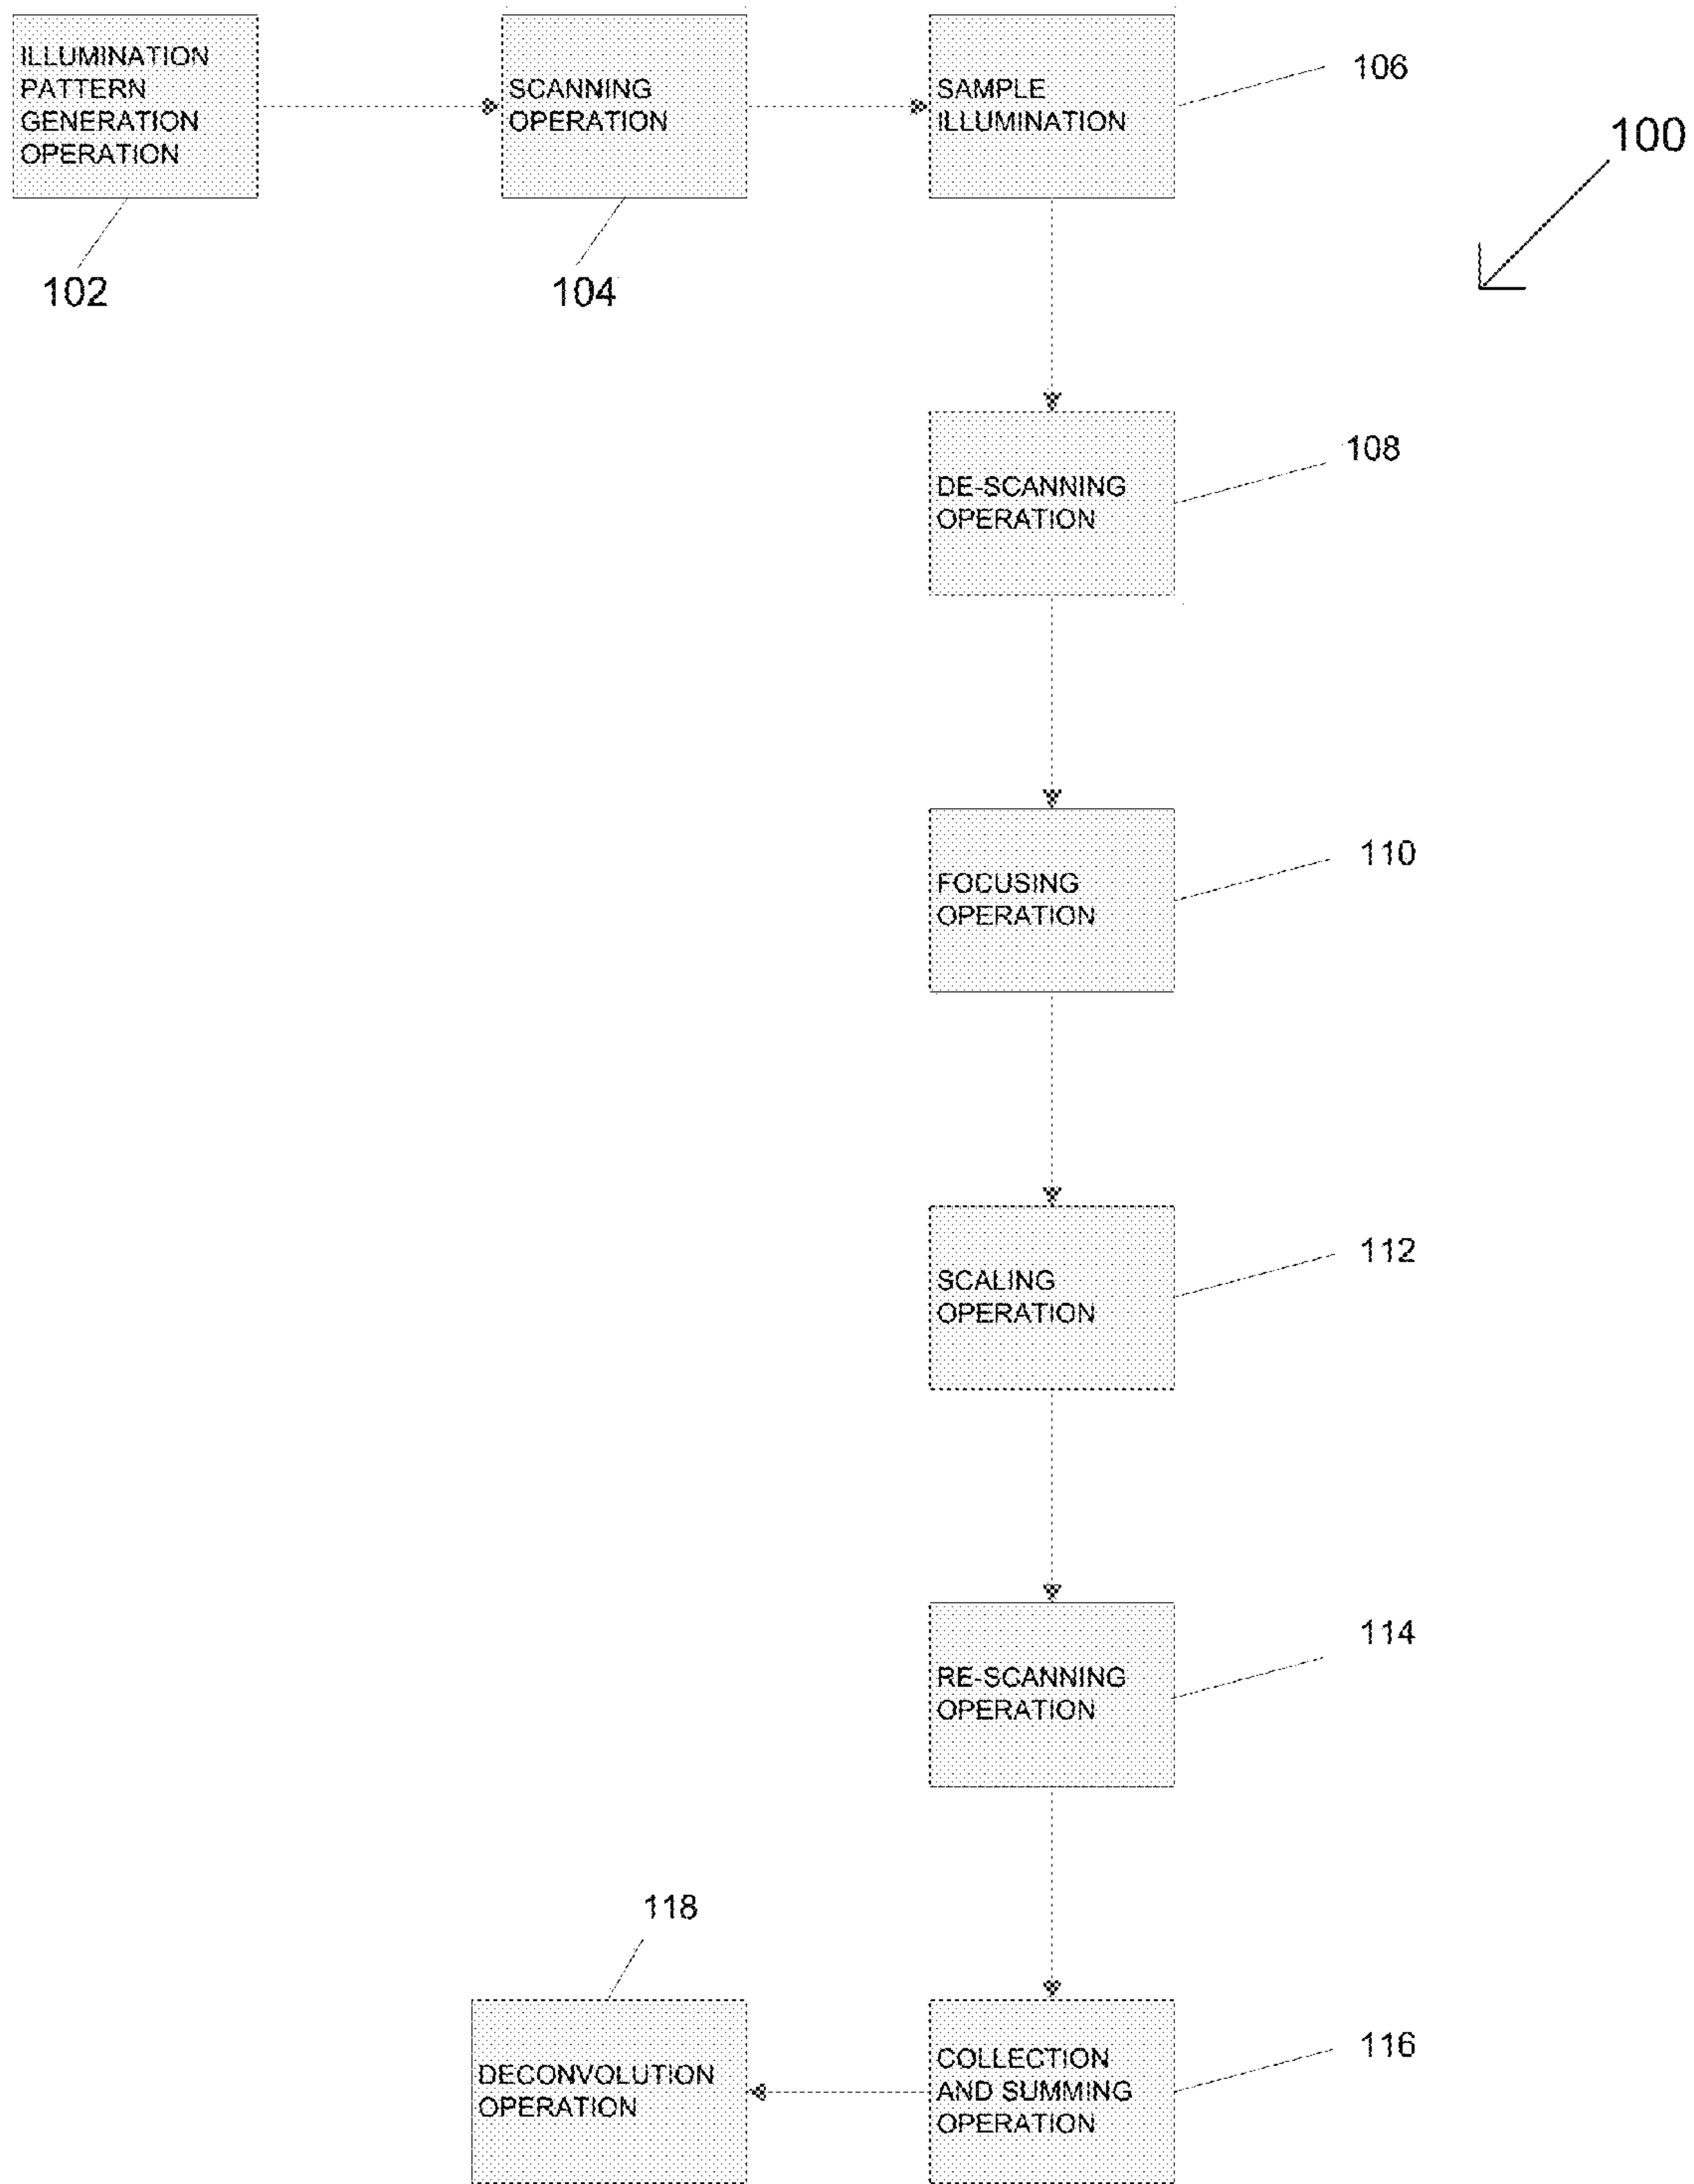 ILLUMINATION
PATTERN
GENERATION
OPERATION
SCANNING
OPERATION
SAMPLE
ILLUMINATION
106
100
102
104
DE-SCANNING
OPERATION
108
FOCUSING
OPERATION
110
SCALING
OPERATION
112
RE-SCANNING
OPERATION
114
118
DECONVOLUTION
OPERATION
COLLECTION
AND SUMMING
OPERATION
116